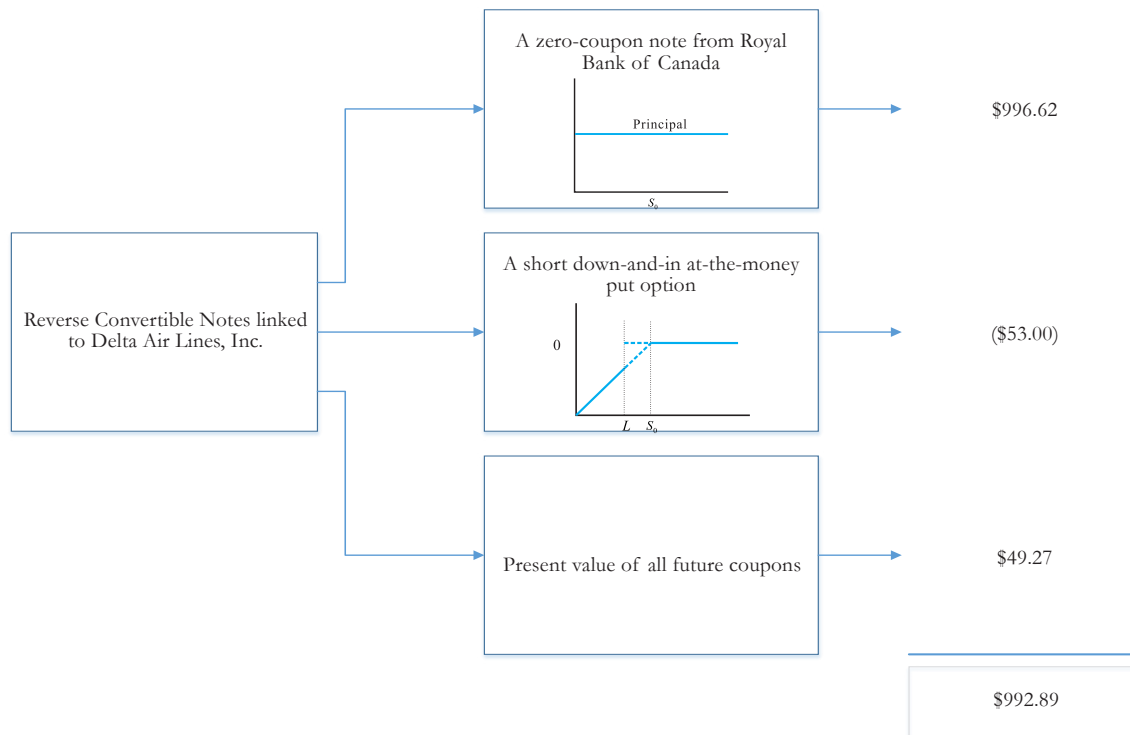 A zero-coupon note from Royal
Bank of Canada
Principal
S₀
$996.62
Reverse Convertible Notes linked
to Delta Air Lines, Inc.
A short down-and-in at-the-money
put option
0
L S₀
($53.00)
Present value of all future coupons
$49.27
$992.89